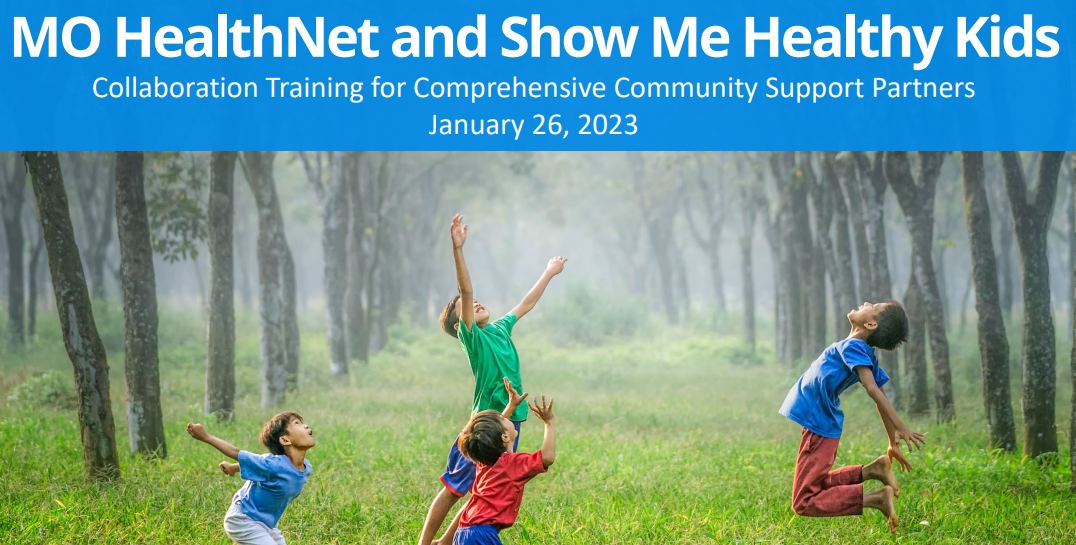 MO HealthNet and Show Me Healthy Kids
Collaboration Training for Comprehensive Community Support Partners
January 26, 2023